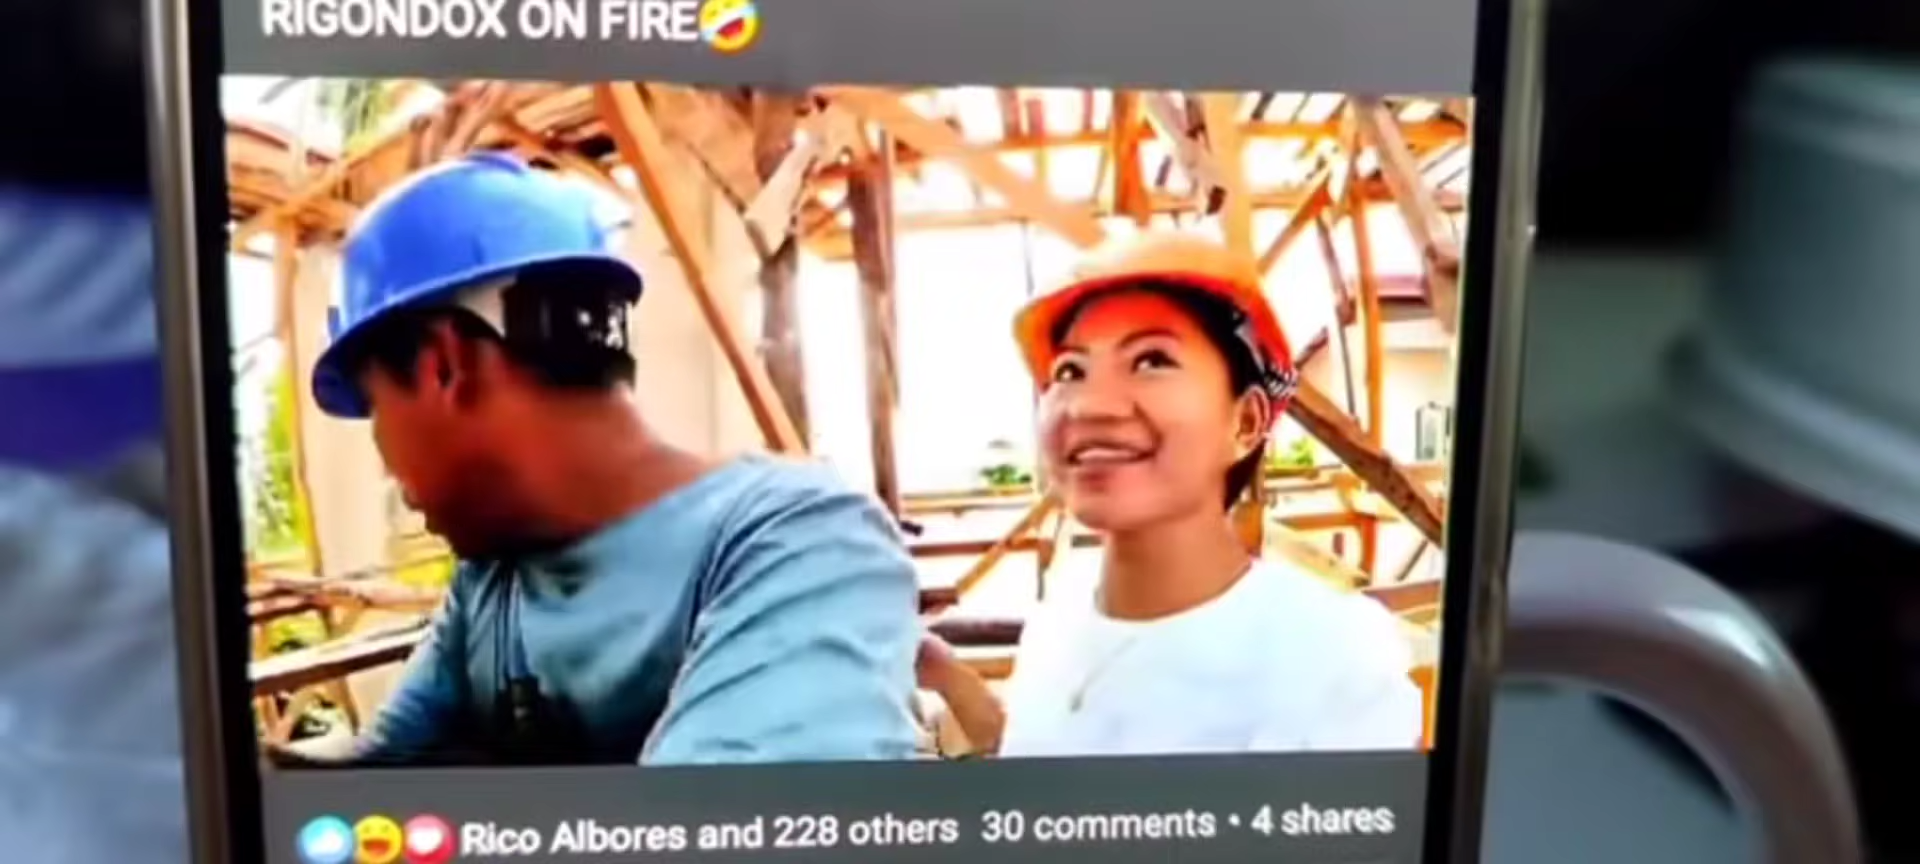 RIGONDOX ON FIRE🤣
Rico Albores and 228 others 30 comments • 4 shares